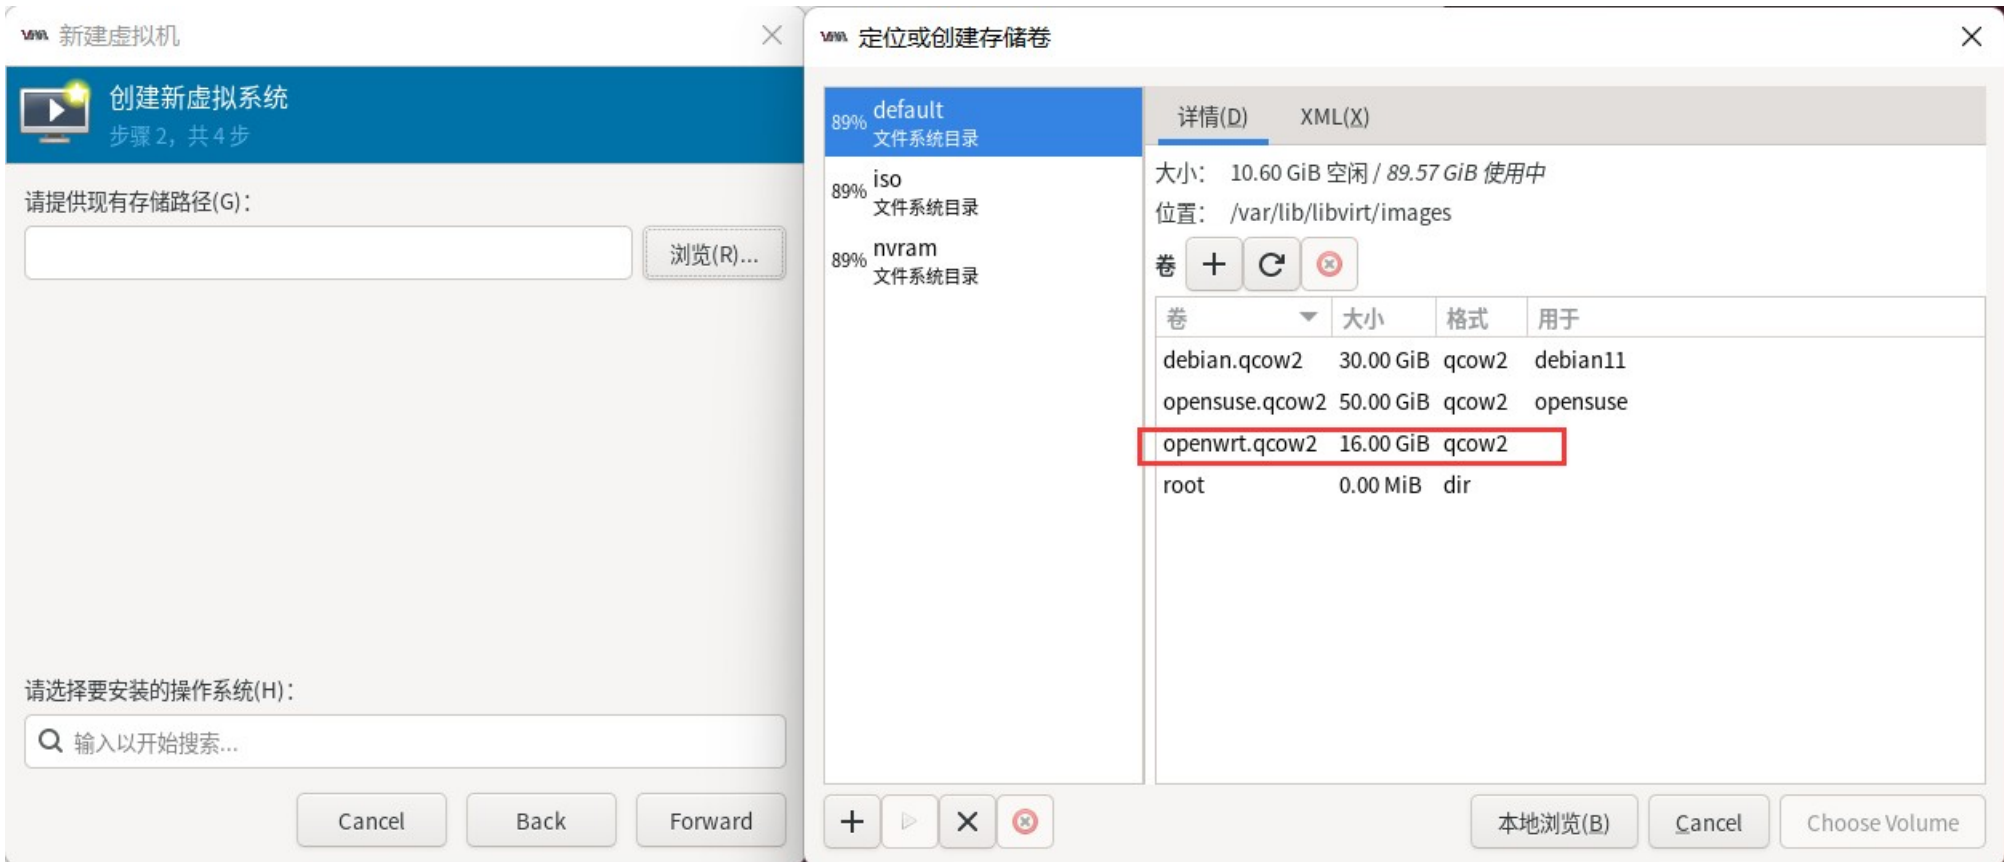 新建虚拟机
创建新虚拟系统
步骤 2，共 4 步
请提供现有存储路径(G)：
浏览(R)...
请选择要安装的操作系统(H)：
输入以开始搜索...
Cancel Back Forward
定位或创建存储卷
89% default
文件系统目录
89% iso
文件系统目录
89% nvram
文件系统目录
详情(D) XML(X)
大小： 10.60 GiB 空闲 / 89.57 GiB 使用中
位置： /var/lib/libvirt/images
卷
卷 大小 格式 用于
debian.qcow2 30.00 GiB qcow2 debian11
opensuse.qcow2 50.00 GiB qcow2 opensuse
openwrt.qcow2 16.00 GiB qcow2
root 0.00 MiB dir
本地浏览(B) Cancel Choose Volume